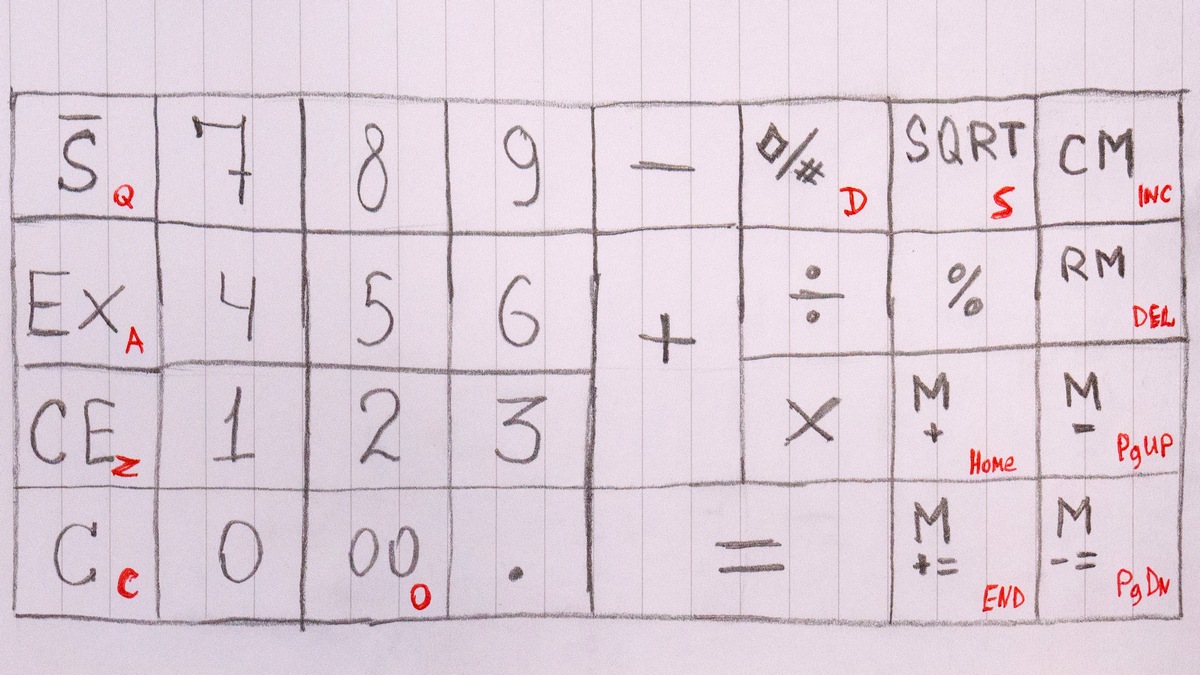 S̄ Q
7
8
9
—
◊/# D
SQRT S
CM INC
EX A
4
5
6
+
÷
%
RM DEL
CE Z
1
2
3
X
M
+ Home
M
- PgUP
C C
0
00 O
.
=
M
+= END
M
-= PgDN